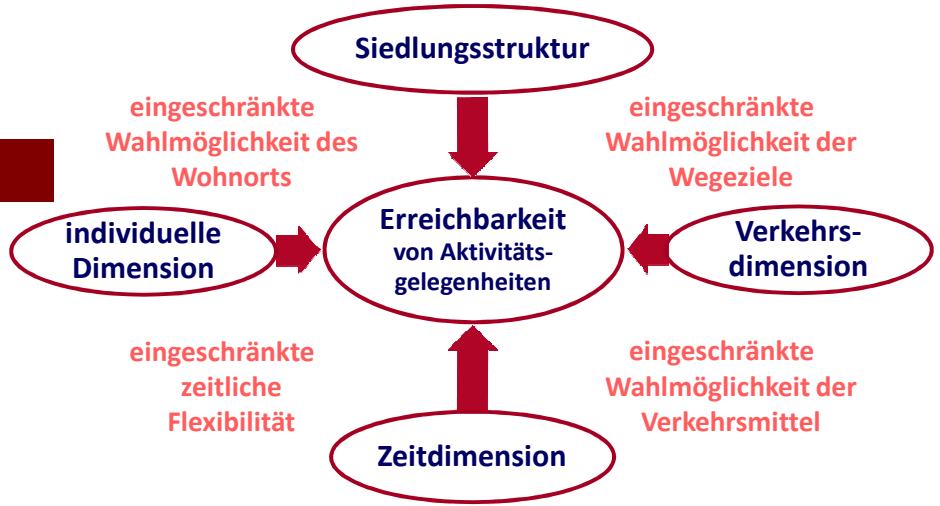 Siedlungsstruktur
eingeschränkte
Wahlmöglichkeit des
Wohnorts
eingeschränkte
Wahlmöglichkeit der
Wegeziele
individuelle
Dimension
Erreichbarkeit
von Aktivitäts-
gelegenheiten
Verkehrs-
dimension
eingeschränkte
zeitliche
Flexibilität
eingeschränkte
Wahlmöglichkeit der
Verkehrsmittel
Zeitdimension